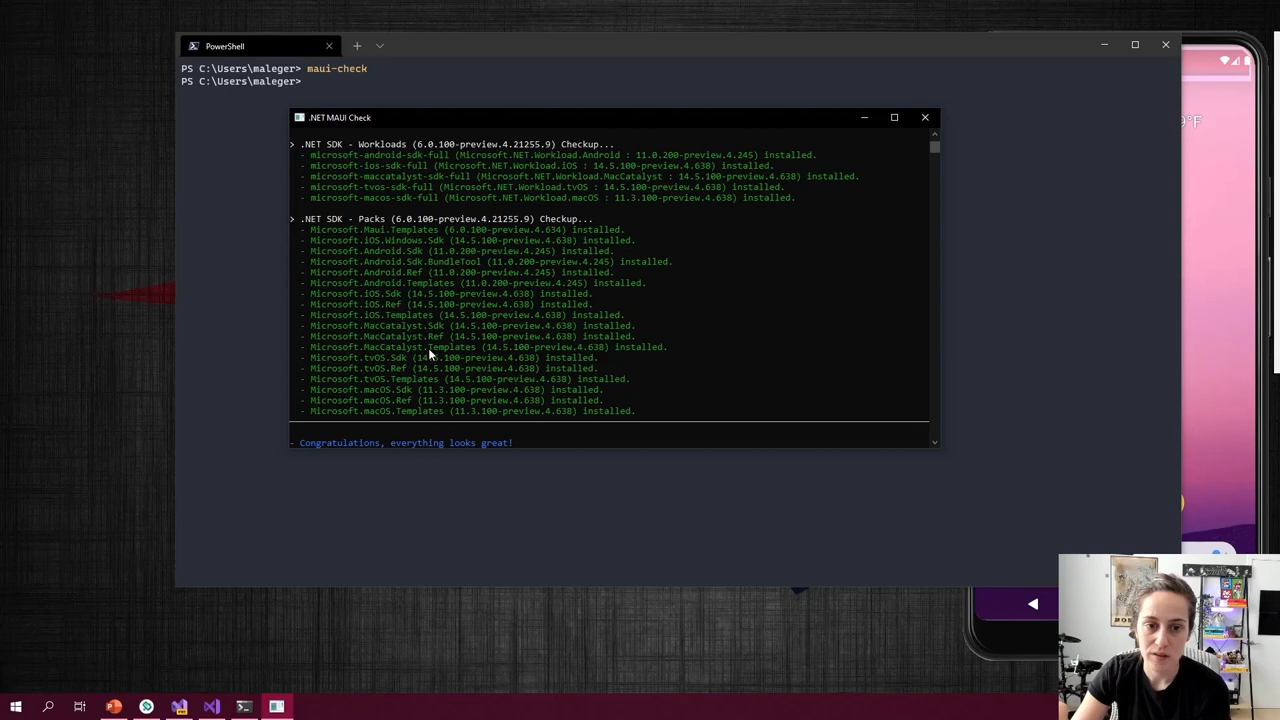 PowerShell
PS C:\Users\maleger> maui-check
PS C:\Users\maleger>
.NET MAUI Check
> .NET SDK - Workloads (6.0.100-preview.4.21255.9) Checkup...
- microsoft-android-sdk-full (Microsoft.NET.Workload.Android : 11.0.200-preview.4.245) installed.
- microsoft-ios-sdk-full (Microsoft.NET.Workload.iOS : 14.5.100-preview.4.638) installed.
- microsoft-maccatalyst-sdk-full (Microsoft.NET.Workload.MacCatalyst : 14.5.100-preview.4.638) installed.
- microsoft-tvos-sdk-full (Microsoft.NET.Workload.tvOS : 14.5.100-preview.4.638) installed.
- microsoft-macos-sdk-full (Microsoft.NET.Workload.macOS : 11.3.100-preview.4.638) installed.
> .NET SDK - Packs (6.0.100-preview.4.21255.9) Checkup...
- Microsoft.Maui.Templates (6.0.100-preview.4.634) installed.
- Microsoft.iOS.Windows.Sdk (14.5.100-preview.4.638) installed.
- Microsoft.Android.Sdk (11.0.200-preview.4.245) installed.
- Microsoft.Android.Sdk.BundleTool (11.0.200-preview.4.245) installed.
- Microsoft.Android.Ref (11.0.200-preview.4.245) installed.
- Microsoft.Android.Templates (11.0.200-preview.4.245) installed.
- Microsoft.iOS.Sdk (14.5.100-preview.4.638) installed.
- Microsoft.iOS.Ref (14.5.100-preview.4.638) installed.
- Microsoft.iOS.Templates (14.5.100-preview.4.638) installed.
- Microsoft.MacCatalyst.Sdk (14.5.100-preview.4.638) installed.
- Microsoft.MacCatalyst.Ref (14.5.100-preview.4.638) installed.
- Microsoft.MacCatalyst.Templates (14.5.100-preview.4.638) installed.
- Microsoft.tvOS.Sdk (14.5.100-preview.4.638) installed.
- Microsoft.tvOS.Ref (14.5.100-preview.4.638) installed.
- Microsoft.tvOS.Templates (14.5.100-preview.4.638) installed.
- Microsoft.macOS.Sdk (11.3.100-preview.4.638) installed.
- Microsoft.macOS.Ref (11.3.100-preview.4.638) installed.
- Microsoft.macOS.Templates (11.3.100-preview.4.638) installed.
- Congratulations, everything looks great!
°F